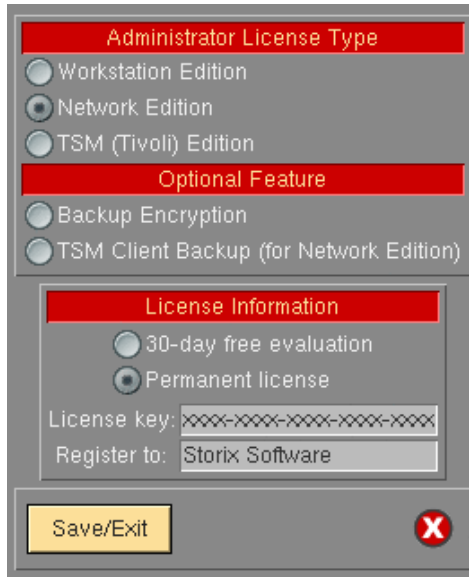 Administrator License Type
Workstation Edition
Network Edition
TSM (Tivoli) Edition
Optional Feature
Backup Encryption
TSM Client Backup (for Network Edition)
License Information
30-day free evaluation
Permanent license
License key: xxxx-xxxx-xxxx-xxxx-xxxx
Register to: Storix Software
Save/Exit
X